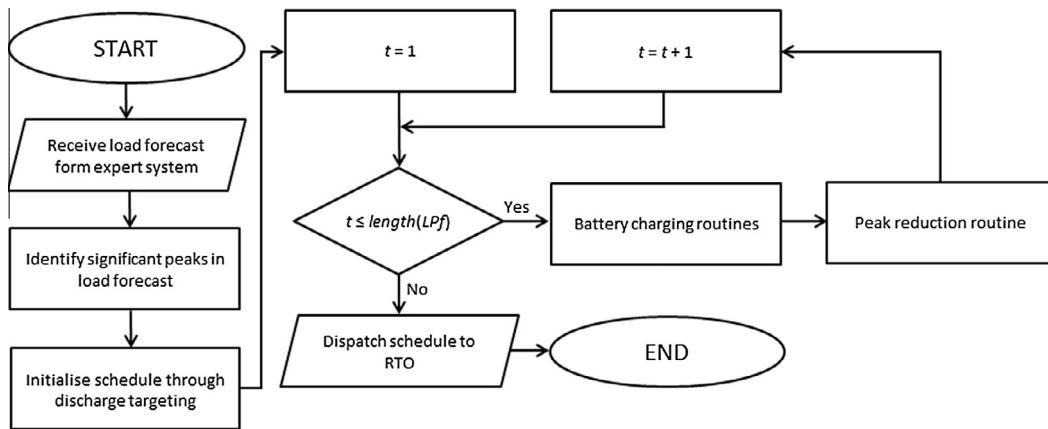 START
Receive load forecast
form expert system
Identify significant peaks in
load forecast
Initialise schedule through
discharge targeting
t = 1
t = t + 1
t ≤ length(LPf)
Yes
Battery charging routines
Peak reduction routine
No
Dispatch schedule to
RTO
END